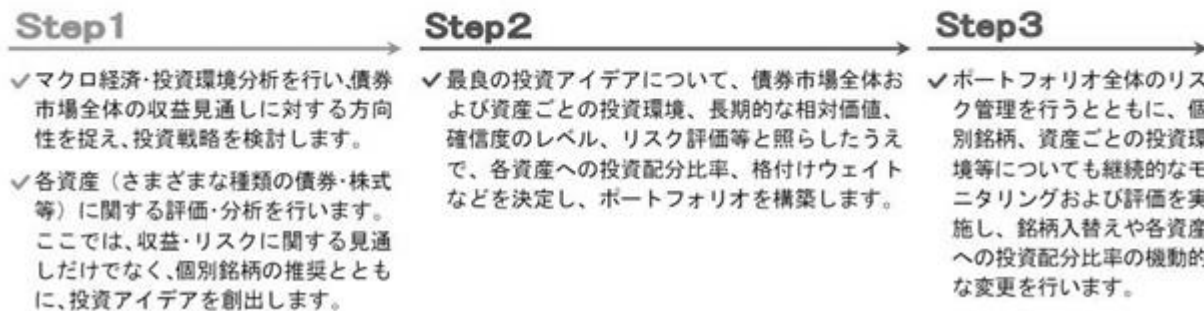 Step1
✓マクロ経済・投資環境分析を行い、債券
市場全体の収益見通しに対する方向
性を捉え、投資戦略を検討します。
✓各資産（さまざまな種類の債券・株式
等）に関する評価・分析を行います。
ここでは、収益・リスクに関する見通
しだけでなく、個別銘柄の推奨ととも
に、投資アイデアを創出します。
Step2
✓最良の投資アイデアについて、債券市場全体お
よび資産ごとの投資環境、長期的な相対価値、
確信度のレベル、リスク評価等と照らしたうえ
で、各資産への投資配分比率、格付けウェイト
などを決定し、ポートフォリオを構築します。
Step3
✓ポートフォリオ全体のリス
ク管理を行うとともに、個
別銘柄、資産ごとの投資環
境等についても継続的なモ
ニタリングおよび評価を実
施し、銘柄入替えや各資産
への投資配分比率の機動的
な変更を行います。